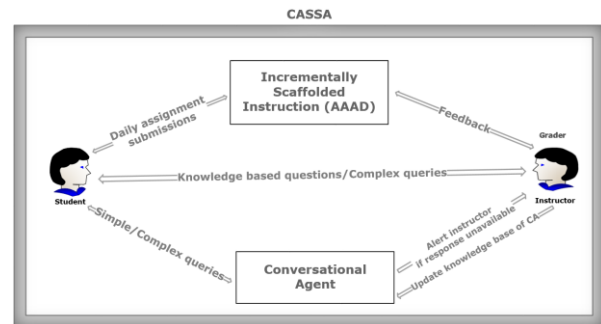 CASSA
Incrementally
Scaffolded
Instruction (AAAD)
Daily assignment
submissions
Feedback
Grader
Knowledge based questions/Complex queries
Student
Instructor
Simple/Complex queries
Alert instructor
if response unavailable
Update knowledge base of CA
Conversational
Agent